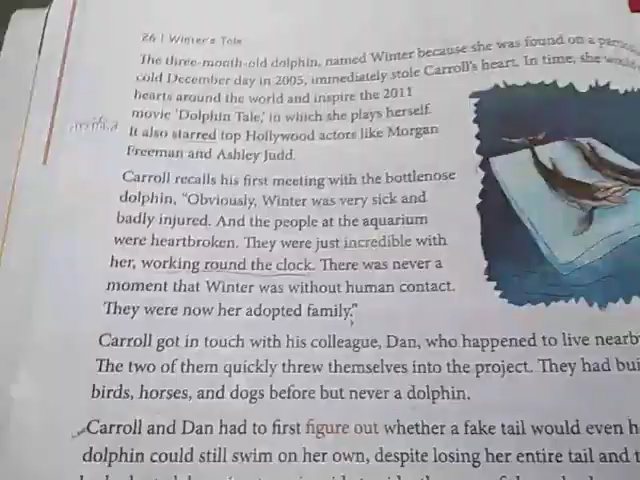 26 | Winter's Tale
The three-month-old dolphin, named Winter because she was found on a
cold December day in 2005, immediately stole Carroll's heart. In time, she would
hearts around the world and inspire the 2011
movie 'Dolphin Tale,' in which she plays herself.
It also starred top Hollywood actors like Morgan
Freeman and Ashley Judd.
Carroll recalls his first meeting with the bottlenose
dolphin, "Obviously, Winter was very sick and
badly injured. And the people at the aquarium
were heartbroken. They were just incredible with
her, working round the clock. There was never a
moment that Winter was without human contact.
They were now her adopted family."
Carroll got in touch with his colleague, Dan, who happened to live nearb
The two of them quickly threw themselves into the project. They had bui
birds, horses, and dogs before but never a dolphin.
Carroll and Dan had to first figure out whether a fake tail would even h
dolphin could still swim on her own, despite losing her entire tail and t